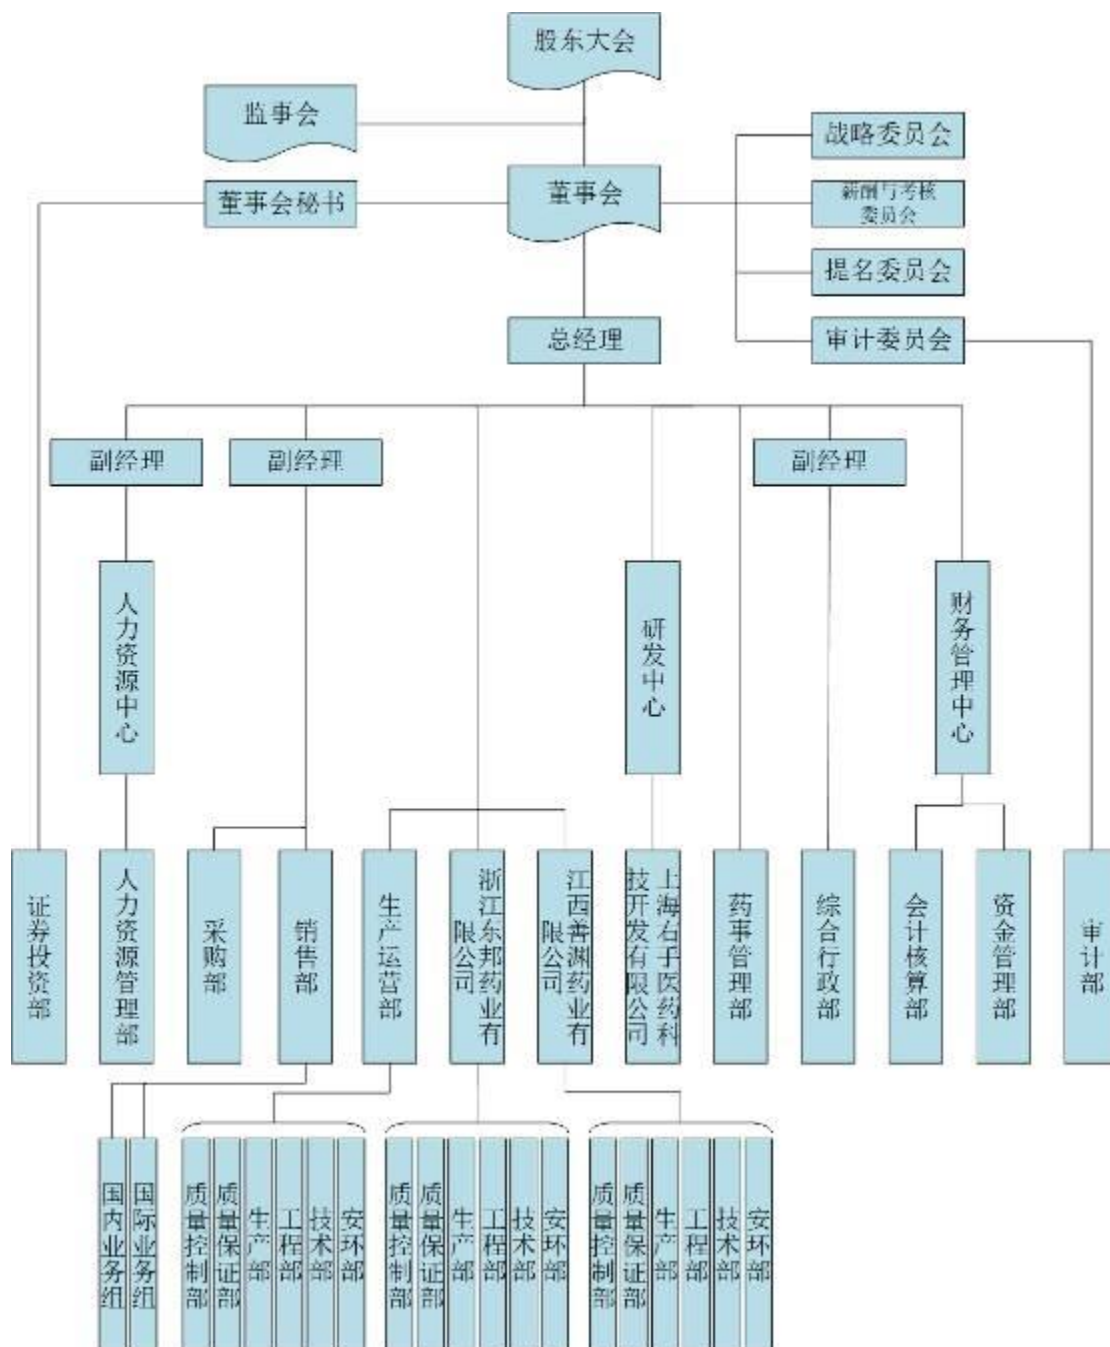 股东大会
监事会
战略委员会
董事会秘书
董事会
薪酬与考核
委员会
提名委员会
总经理
审计委员会
副经理
副经理
副经理
人力资源中心
研发中心
财务管理中心
证券投资部
人力资源管理部
采购部
销售部
生产运营部
浙江东邦药业有
限公司
江西善渊药业有
限公司
上海右手医药科
技开发有限公司
药事管理部
综合行政部
会计核算部
资金管理部
审计部
国内业务组
国际业务组
质量控制部
质量保证部
生产部
工程部
技术部
安环部
质量控制部
质量保证部
生产部
工程部
技术部
安环部
质量控制部
质量保证部
生产部
工程部
技术部
安环部